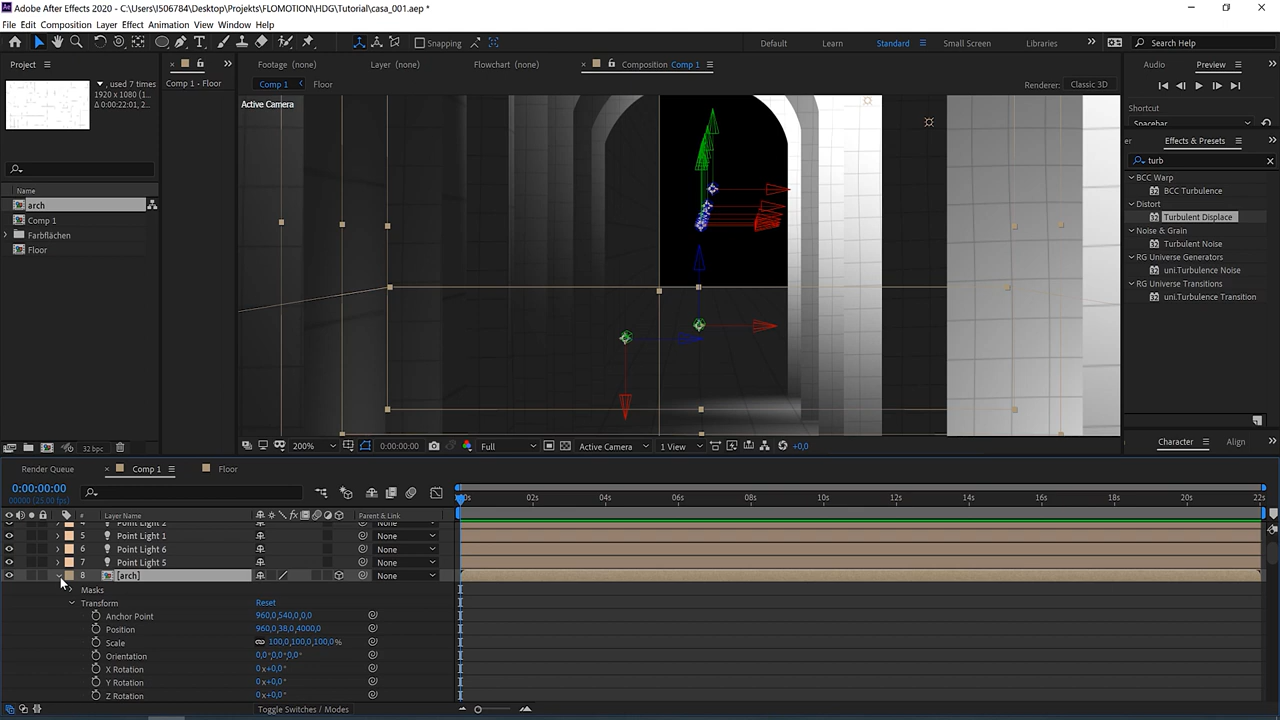 Adobe After Effects 2020 - C:\Users\IS06784\Desktop\Projekts\FLOMOTION\HDG\Tutorial\casa_001.aep *
File Edit Composition Layer Effect Animation View Window Help
Snapping
Default Learn Standard Small Screen Libraries Search Help
Project
Comp 1 - Floor
Footage (none) Layer (none) Flowchart (none) Composition Comp 1
Audio Preview
, used 7 times
1920 x 1080 (1,
Δ 0:00:22:01, 2...
Comp 1 Floor
Renderer: Classic 3D
Active Camera
Shortcut
Spacebar
Effects & Presets
turb
BCC Warp
BCC Turbulence
Distort
Turbulent Displace
Noise & Grain
Turbulent Noise
RG Universe Generators
uni.Turbulence Noise
RG Universe Transitions
uni.Turbulence Transition
Name
arch
Comp 1
Farbflächen
Floor
32 bpc
200% 0:00:00:00 Full Active Camera 1 View +0,0
Character Align
Render Queue Comp 1 Floor
0:00:00:00
00000 (25.00 fps)
00s 02s 04s 06s 08s 10s 12s 14s 16s 18s 20s 22s
# Layer Name Parent & Link
4 Point Light 2 None
5 Point Light 1 None
6 Point Light 6 None
7 Point Light 5 None
8 [arch] None
Masks
Transform Reset
Anchor Point 960,0,540,0,0,0
Position 960,0,38,0,4000,0
Scale 100,0,100,0,100,0%
Orientation 0,0°,0,0°,0,0°
X Rotation 0x+0,0°
Y Rotation 0x+0,0°
Z Rotation 0x+0,0°
Toggle Switches / Modes